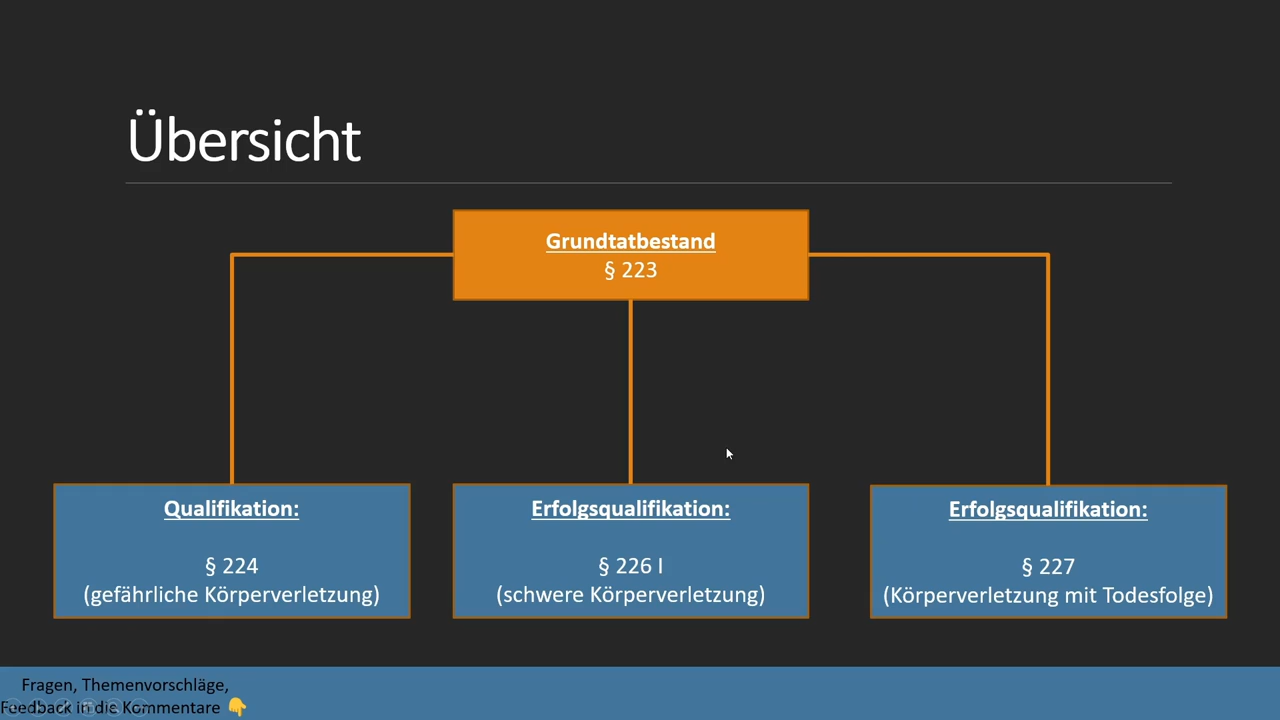 Übersicht
Grundtatbestand
§ 223
Qualifikation:
§ 224
(gefährliche Körperverletzung)
Erfolgsqualifikation:
§ 226 I
(schwere Körperverletzung)
Erfolgsqualifikation:
§ 227
(Körperverletzung mit Todesfolge)
Fragen, Themenvorschläge,
Feedback in die Kommentare 👇